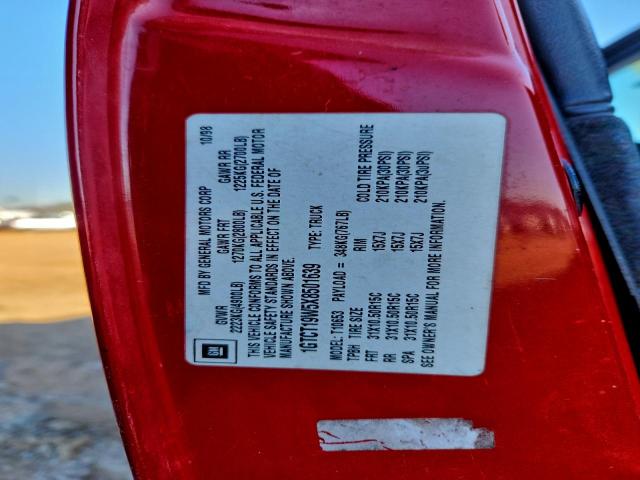 MFD BY GENERAL MOTORS CORP 10/98
GVWR GAWR FRT GAWR RR
2223KG(4900LB) 1270KG(2800LB) 1225KG(2700LB)
THIS VEHICLE CONFORMS TO ALL APPLICABLE U.S. FEDERAL MOTOR
VEHICLE SAFETY STANDARDS IN EFFECT ON THE DATE OF
MANUFACTURE SHOWN ABOVE.
1GTCT19W5X8501639 TYPE: TRUCK
MODEL: T10653 PAYLOAD = 348KG(767LB)
TPBH TIRE SIZE RIM COLD TIRE PRESSURE
FRT 31X10.50R15C 15X7J 210KPA(30PSI)
RR 31X10.50R15C 15X7J 210KPA(30PSI)
SPA 31X10.50R15C 15X7J 210KPA(30PSI)
SEE OWNER'S MANUAL FOR MORE INFORMATION.
GM